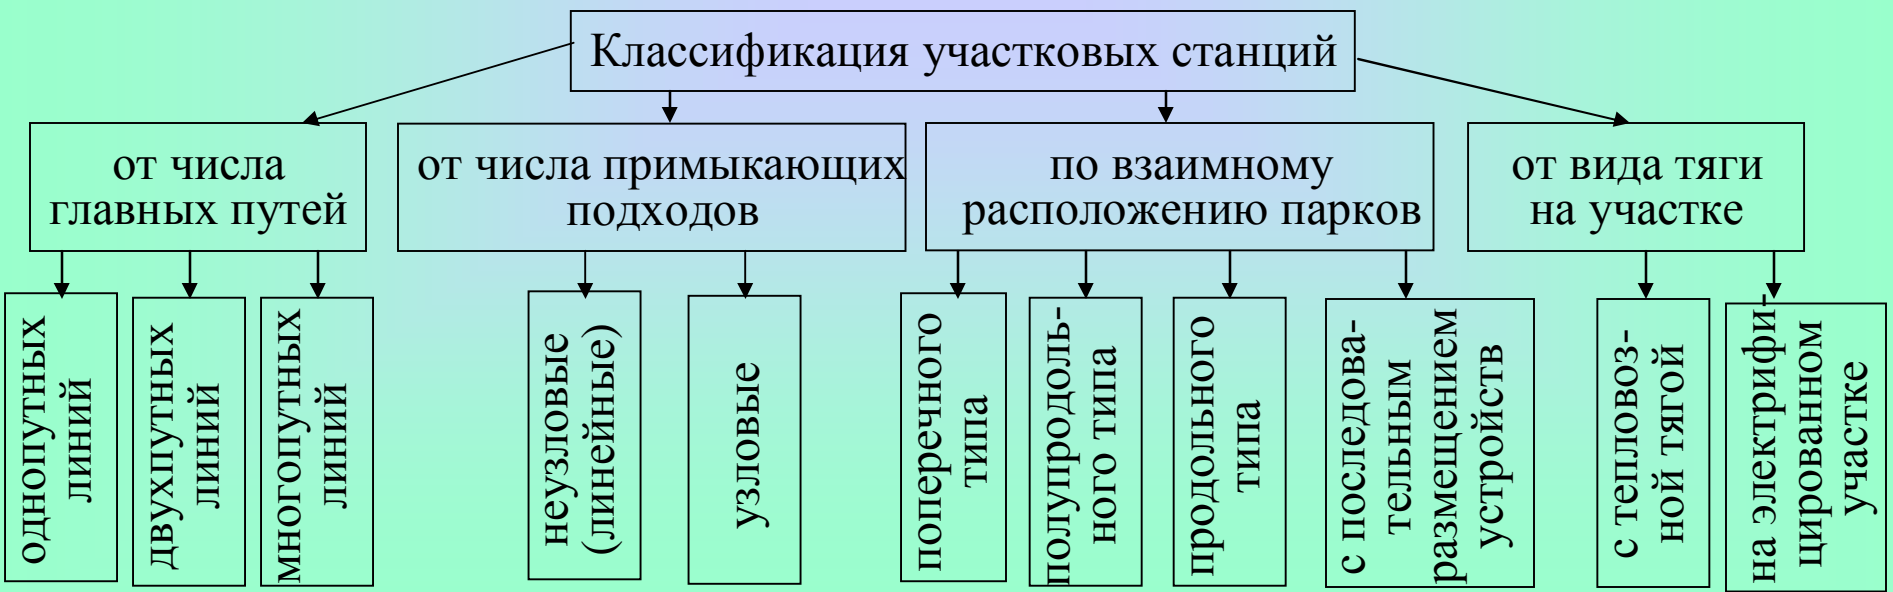 Классификация участковых станций
от числа
главных путей
от числа примыкающих
подходов
по взаимному
расположению парков
от вида тяги
на участке
однопутных
линий
двухпутных
линий
многопутных
линий
неузловые
(линейные)
узловые
поперечного
типа
полупродоль-
ного типа
продольного
типа
с последова-
тельным
размещением
устройств
с тепловоз-
ной тягой
на электрифи-
цированном
участке